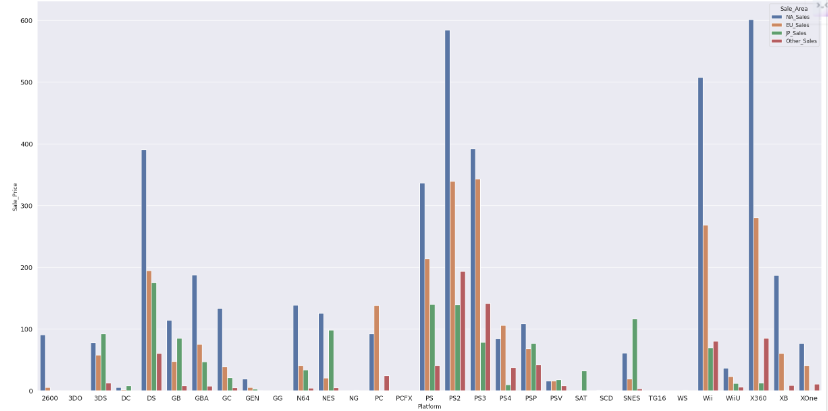 Sale_Area
NA_Sales
EU_Sales
JP_Sales
Other_Sales
600
500
400
300
200
100
0
Sale_Price
2600 3DO 3DS DC DS GB GBA GC GEN GG N64 NES NG PC PCFX PS PS2 PS3 PS4 PSP PSV SAT SCD SNES TG16 WS Wii WiiU X360 XB XOne
Platform